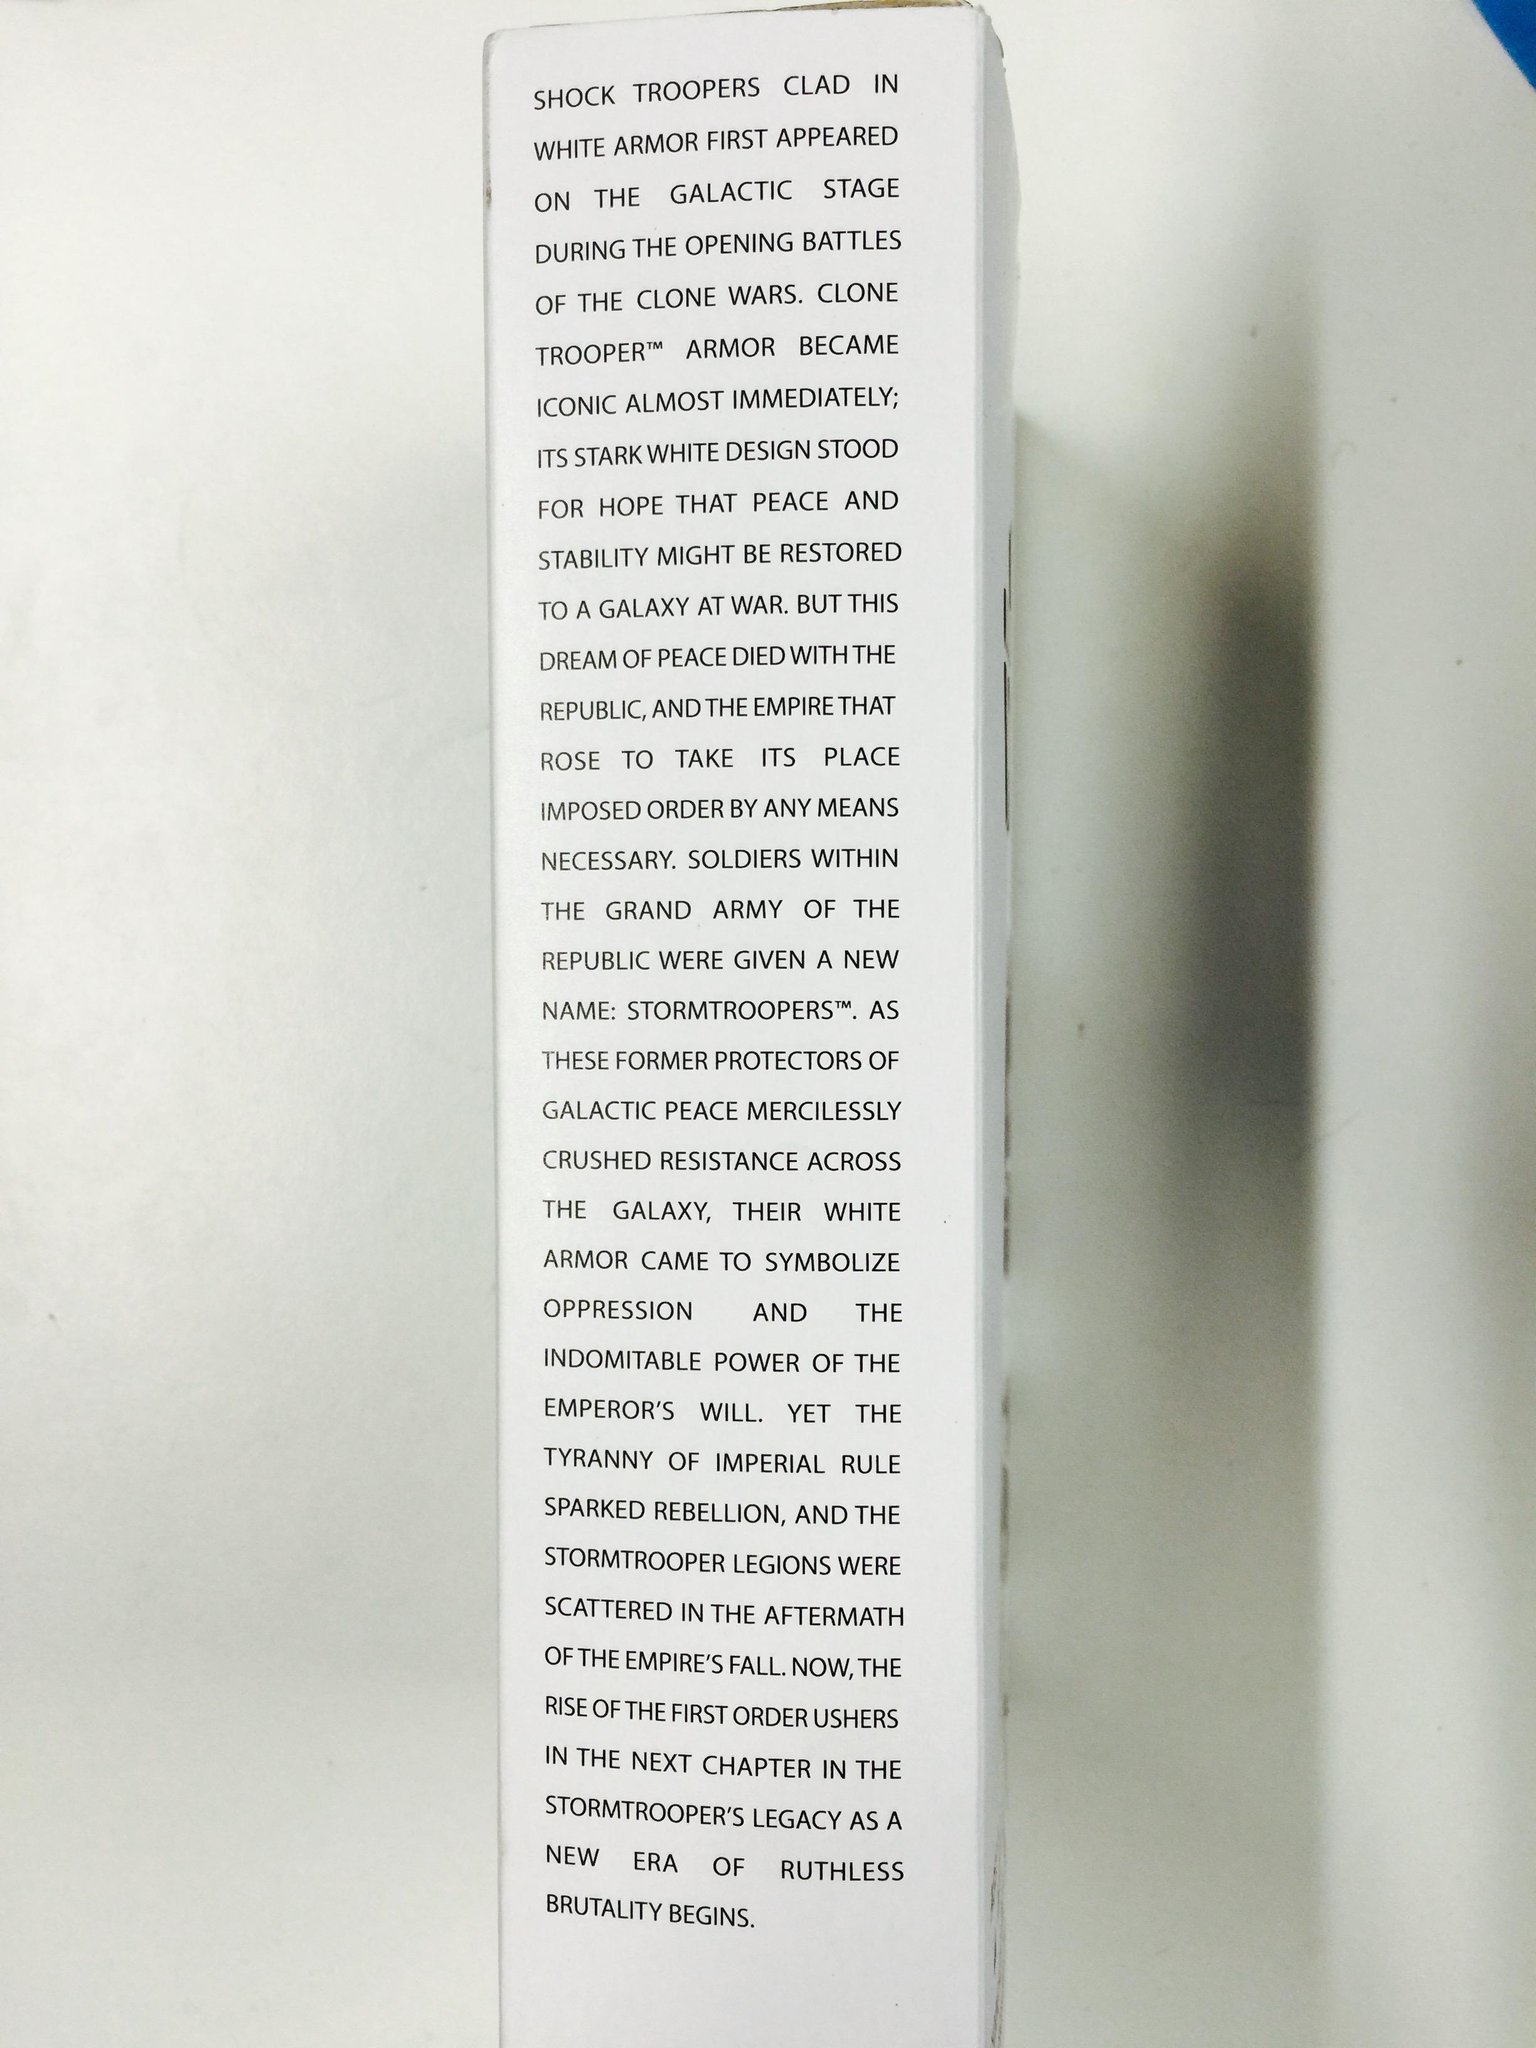 SHOCK TROOPERS CLAD IN
WHITE ARMOR FIRST APPEARED
ON THE GALACTIC STAGE
DURING THE OPENING BATTLES
OF THE CLONE WARS. CLONE
TROOPER™ ARMOR BECAME
ICONIC ALMOST IMMEDIATELY;
ITS STARK WHITE DESIGN STOOD
FOR HOPE THAT PEACE AND
STABILITY MIGHT BE RESTORED
TO A GALAXY AT WAR. BUT THIS
DREAM OF PEACE DIED WITH THE
REPUBLIC, AND THE EMPIRE THAT
ROSE TO TAKE ITS PLACE
IMPOSED ORDER BY ANY MEANS
NECESSARY. SOLDIERS WITHIN
THE GRAND ARMY OF THE
REPUBLIC WERE GIVEN A NEW
NAME: STORMTROOPERS™. AS
THESE FORMER PROTECTORS OF
GALACTIC PEACE MERCILESSLY
CRUSHED RESISTANCE ACROSS
THE GALAXY, THEIR WHITE
ARMOR CAME TO SYMBOLIZE
OPPRESSION AND THE
INDOMITABLE POWER OF THE
EMPEROR'S WILL. YET THE
TYRANNY OF IMPERIAL RULE
SPARKED REBELLION, AND THE
STORMTROOPER LEGIONS WERE
SCATTERED IN THE AFTERMATH
OF THE EMPIRE'S FALL. NOW, THE
RISE OF THE FIRST ORDER USHERS
IN THE NEXT CHAPTER IN THE
STORMTROOPER'S LEGACY AS A
NEW ERA OF RUTHLESS
BRUTALITY BEGINS.